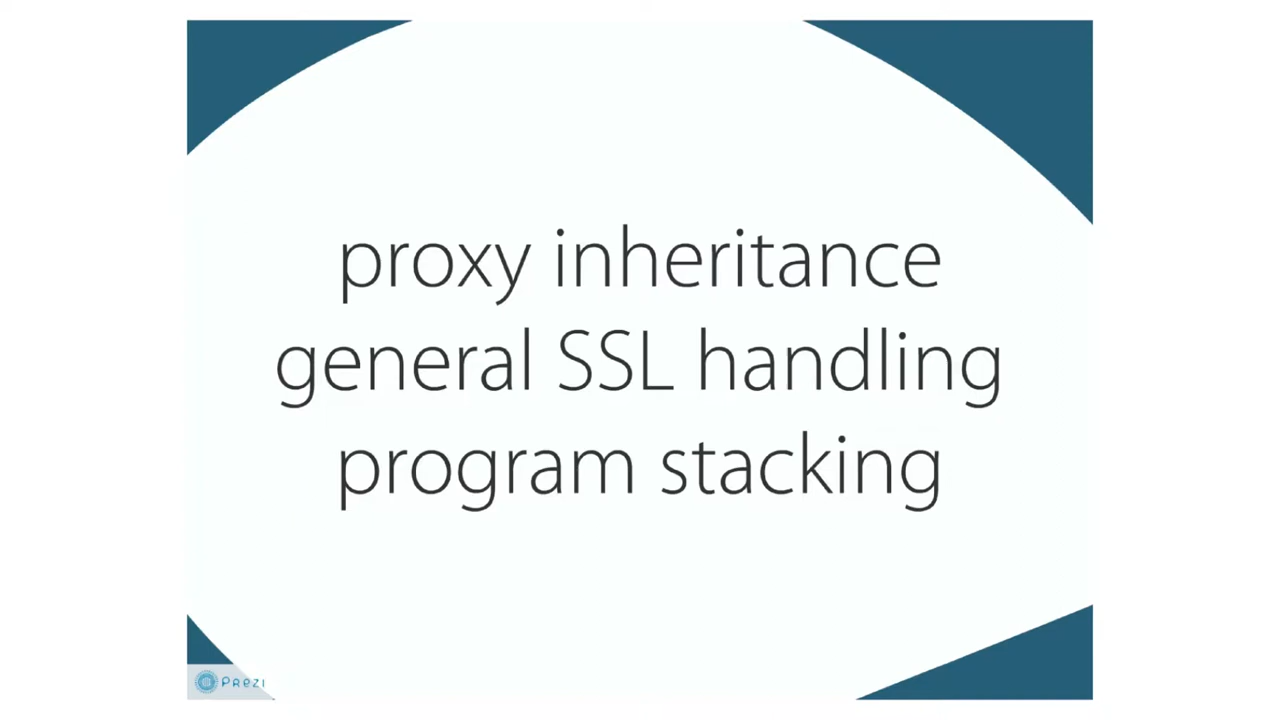 proxy inheritance
general SSL handling
program stacking
Prezi